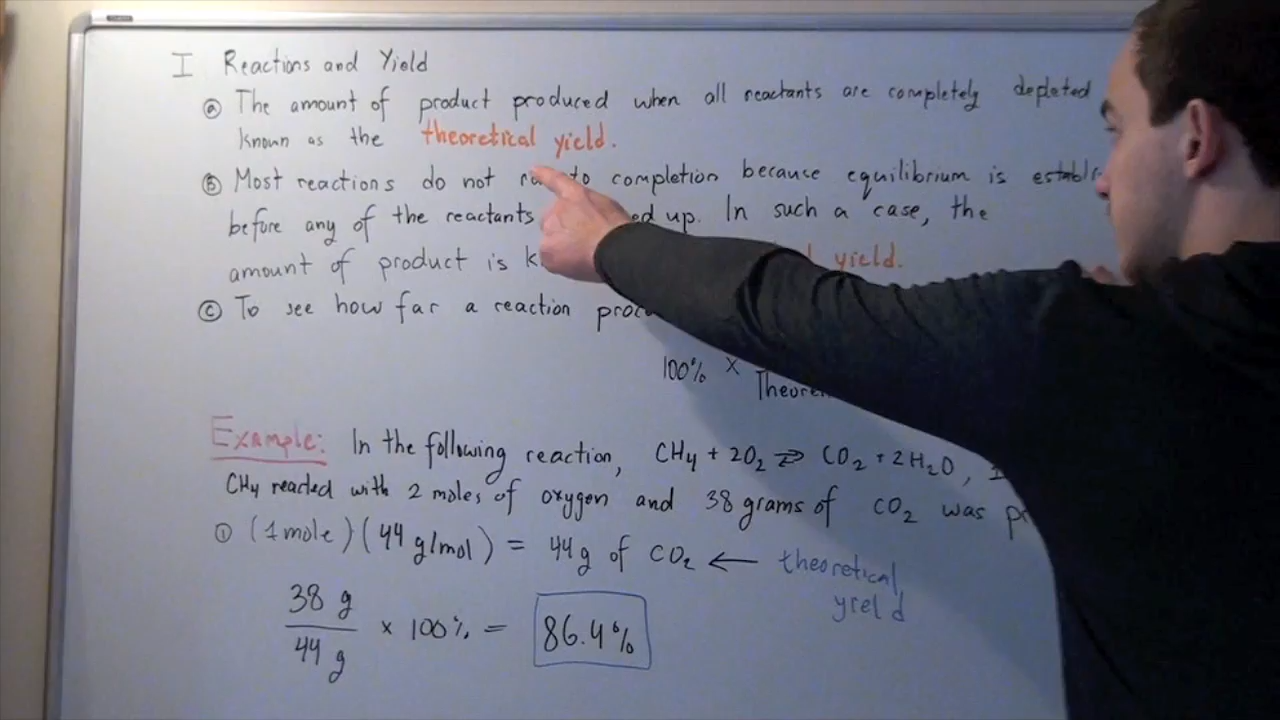 I Reactions and Yield
ⓐ The amount of product produced when all reactants are completely depleted
known as the theoretical yield.
ⓑ Most reactions do not to completion because equilibrium is
before any of the reactants up. In such a case, the
amount of product is yield.
ⓒ To see how far a reaction
100% ×
Example: In the following reaction, CH4 + 2O2 ⇌ CO2 + 2H2O,
CH4 reacted with 2 moles of oxygen and 38 grams of CO2 was
① (1 mole)(44 g/mol) = 44 g of CO2 ← theoretical
yield
38 g
44 g
× 100% = 86.4%